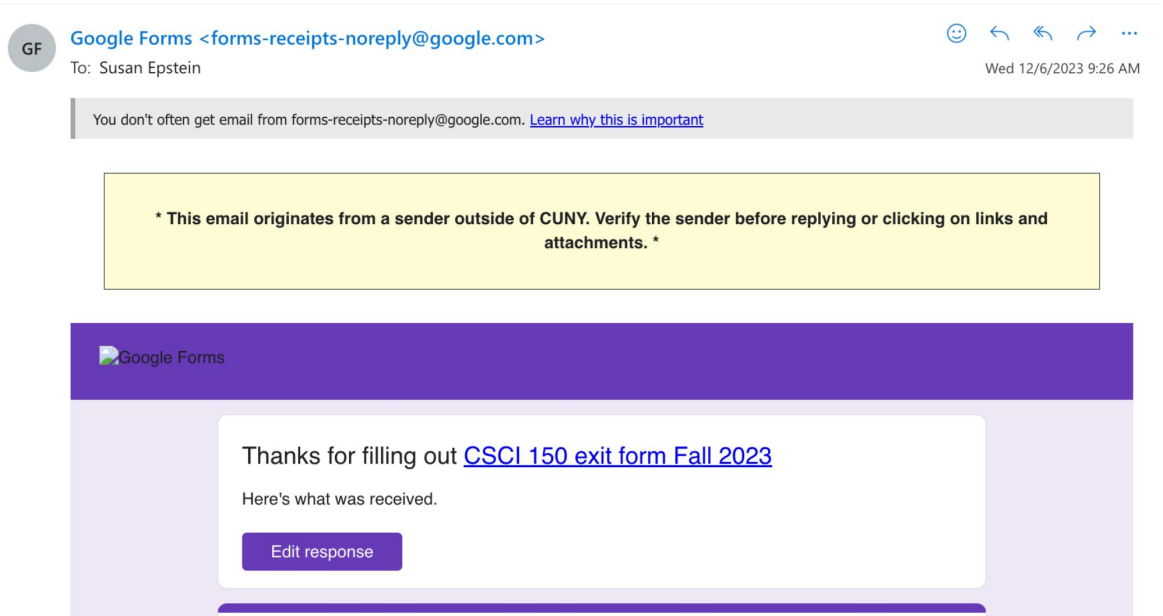 GF
Google Forms <forms-receipts-noreply@google.com>
To: Susan Epstein
Wed 12/6/2023 9:26 AM
You don't often get email from forms-receipts-noreply@google.com. Learn why this is important
* This email originates from a sender outside of CUNY. Verify the sender before replying or clicking on links and
attachments. *
Google Forms
Thanks for filling out CSCI 150 exit form Fall 2023
Here's what was received.
Edit response